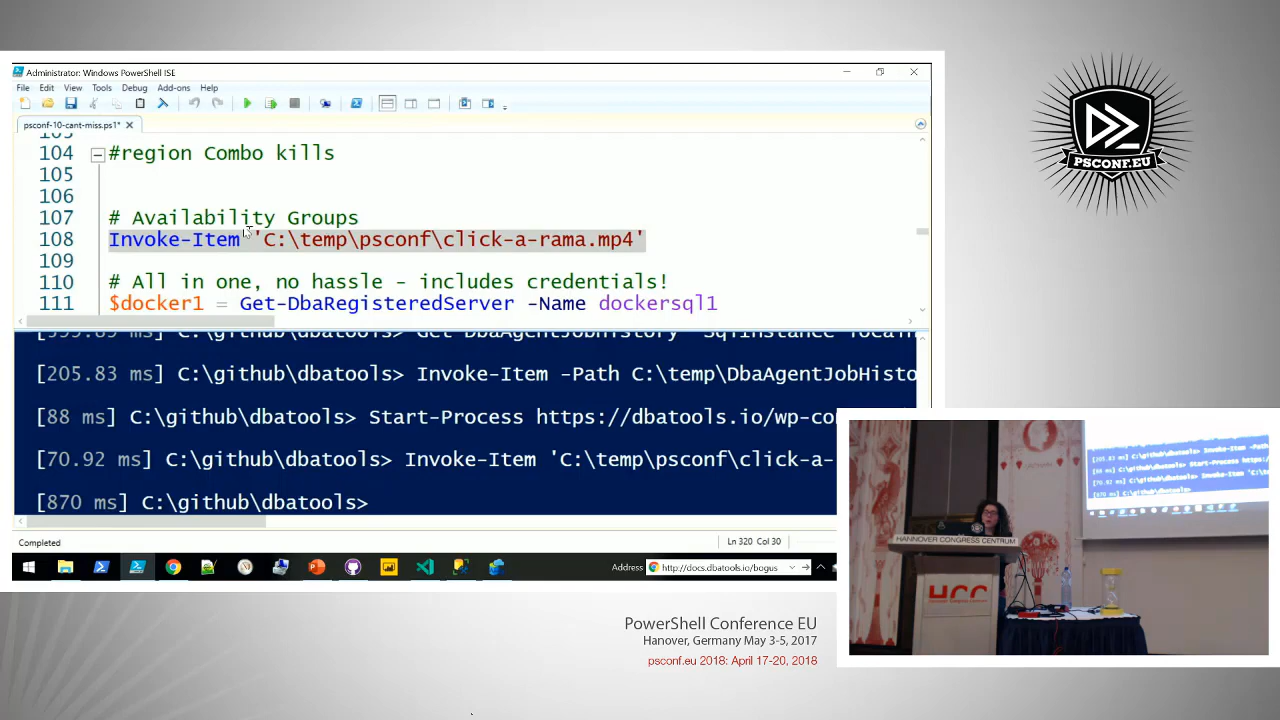 Administrator: Windows PowerShell ISE
File Edit View Tools Debug Add-ons Help
psconf-10-cant-miss.ps1*
104 #region Combo kills
105
106
107 # Availability Groups
108 Invoke-Item 'C:\temp\psconf\click-a-rama.mp4'
109
110 # All in one, no hassle - includes credentials!
111 $docker1 = Get-DbaRegisteredServer -Name dockersql1
[205.83 ms] C:\github\dbatools> Invoke-Item -Path C:\temp\DbaAgentJobHisto
[88 ms] C:\github\dbatools> Start-Process https://dbatools.io/wp-co
[70.92 ms] C:\github\dbatools> Invoke-Item 'C:\temp\psconf\click-a-
[870 ms] C:\github\dbatools>
Completed
Ln 320 Col 30
Address http://docs.dbatools.io/bogus
PSCONF.EU
HANNOVER CONGRESS CENTRUM
HCC
PowerShell Conference EU
Hanover, Germany May 3-5, 2017
psconf.eu 2018: April 17-20, 2018